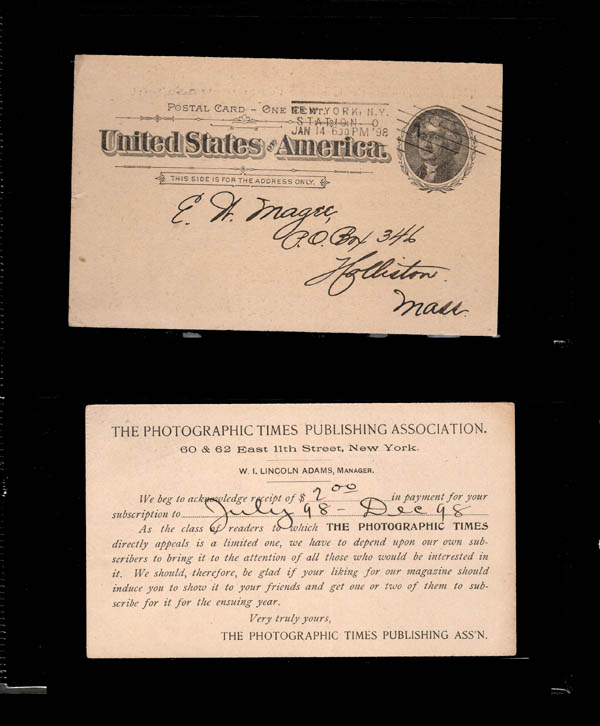 POSTAL CARD - ONE CENT.
NEW YORK, N.Y.
STATION O
JAN 14 6 30 PM '98
United States of America.
THIS SIDE IS FOR THE ADDRESS ONLY.
E. W. Magee,
P.O. Box 346
Holliston
Mass.
THE PHOTOGRAPHIC TIMES PUBLISHING ASSOCIATION.
60 & 62 East 11th Street, New York.
W. I. LINCOLN ADAMS, MANAGER.
We beg to acknowledge receipt of $ 2 00 in payment for your
subscription to July 98 - Dec 98
As the class of readers to which THE PHOTOGRAPHIC TIMES
directly appeals is a limited one, we have to depend upon our own sub-
scribers to bring it to the attention of all those who would be interested in
it. We should, therefore, be glad if your liking for our magazine should
induce you to show it to your friends and get one or two of them to sub-
scribe for it for the ensuing year.
Very truly yours,
THE PHOTOGRAPHIC TIMES PUBLISHING ASS'N.